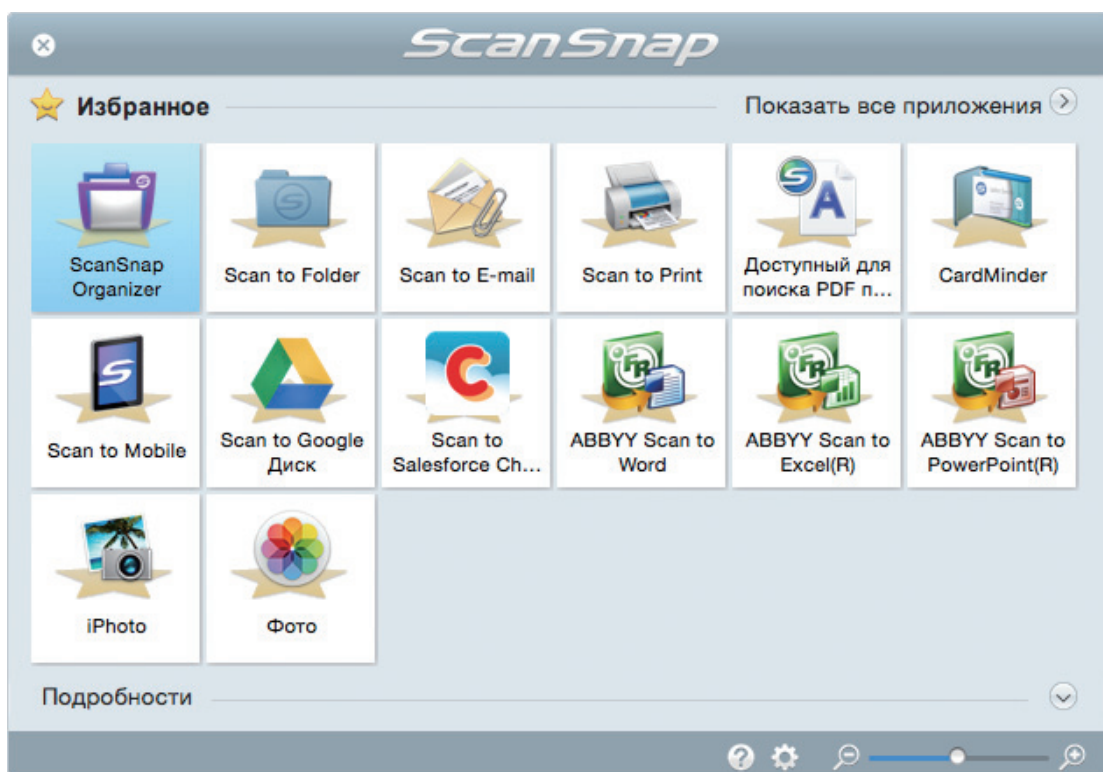 ScanSnap
Избранное
Показать все приложения
ScanSnap
Organizer
Scan to Folder
Scan to E-mail
Scan to Print
Доступный для
поиска PDF п...
CardMinder
Scan to Mobile
Scan to Google
Диск
Scan to
Salesforce Ch...
ABBYY Scan to
Word
ABBYY Scan to
Excel(R)
ABBYY Scan to
PowerPoint(R)
iPhoto
Фото
Подробности